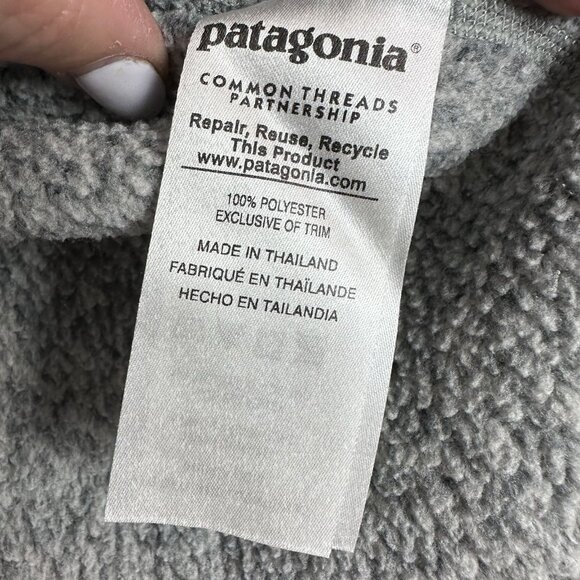 patagonia®
COMMON THREADS
PARTNERSHIP
Repair, Reuse, Recycle
This Product
www.patagonia.com
100% POLYESTER
EXCLUSIVE OF TRIM
MADE IN THAILAND
FABRIQUÉ EN THAÏLANDE
HECHO EN TAILANDIA